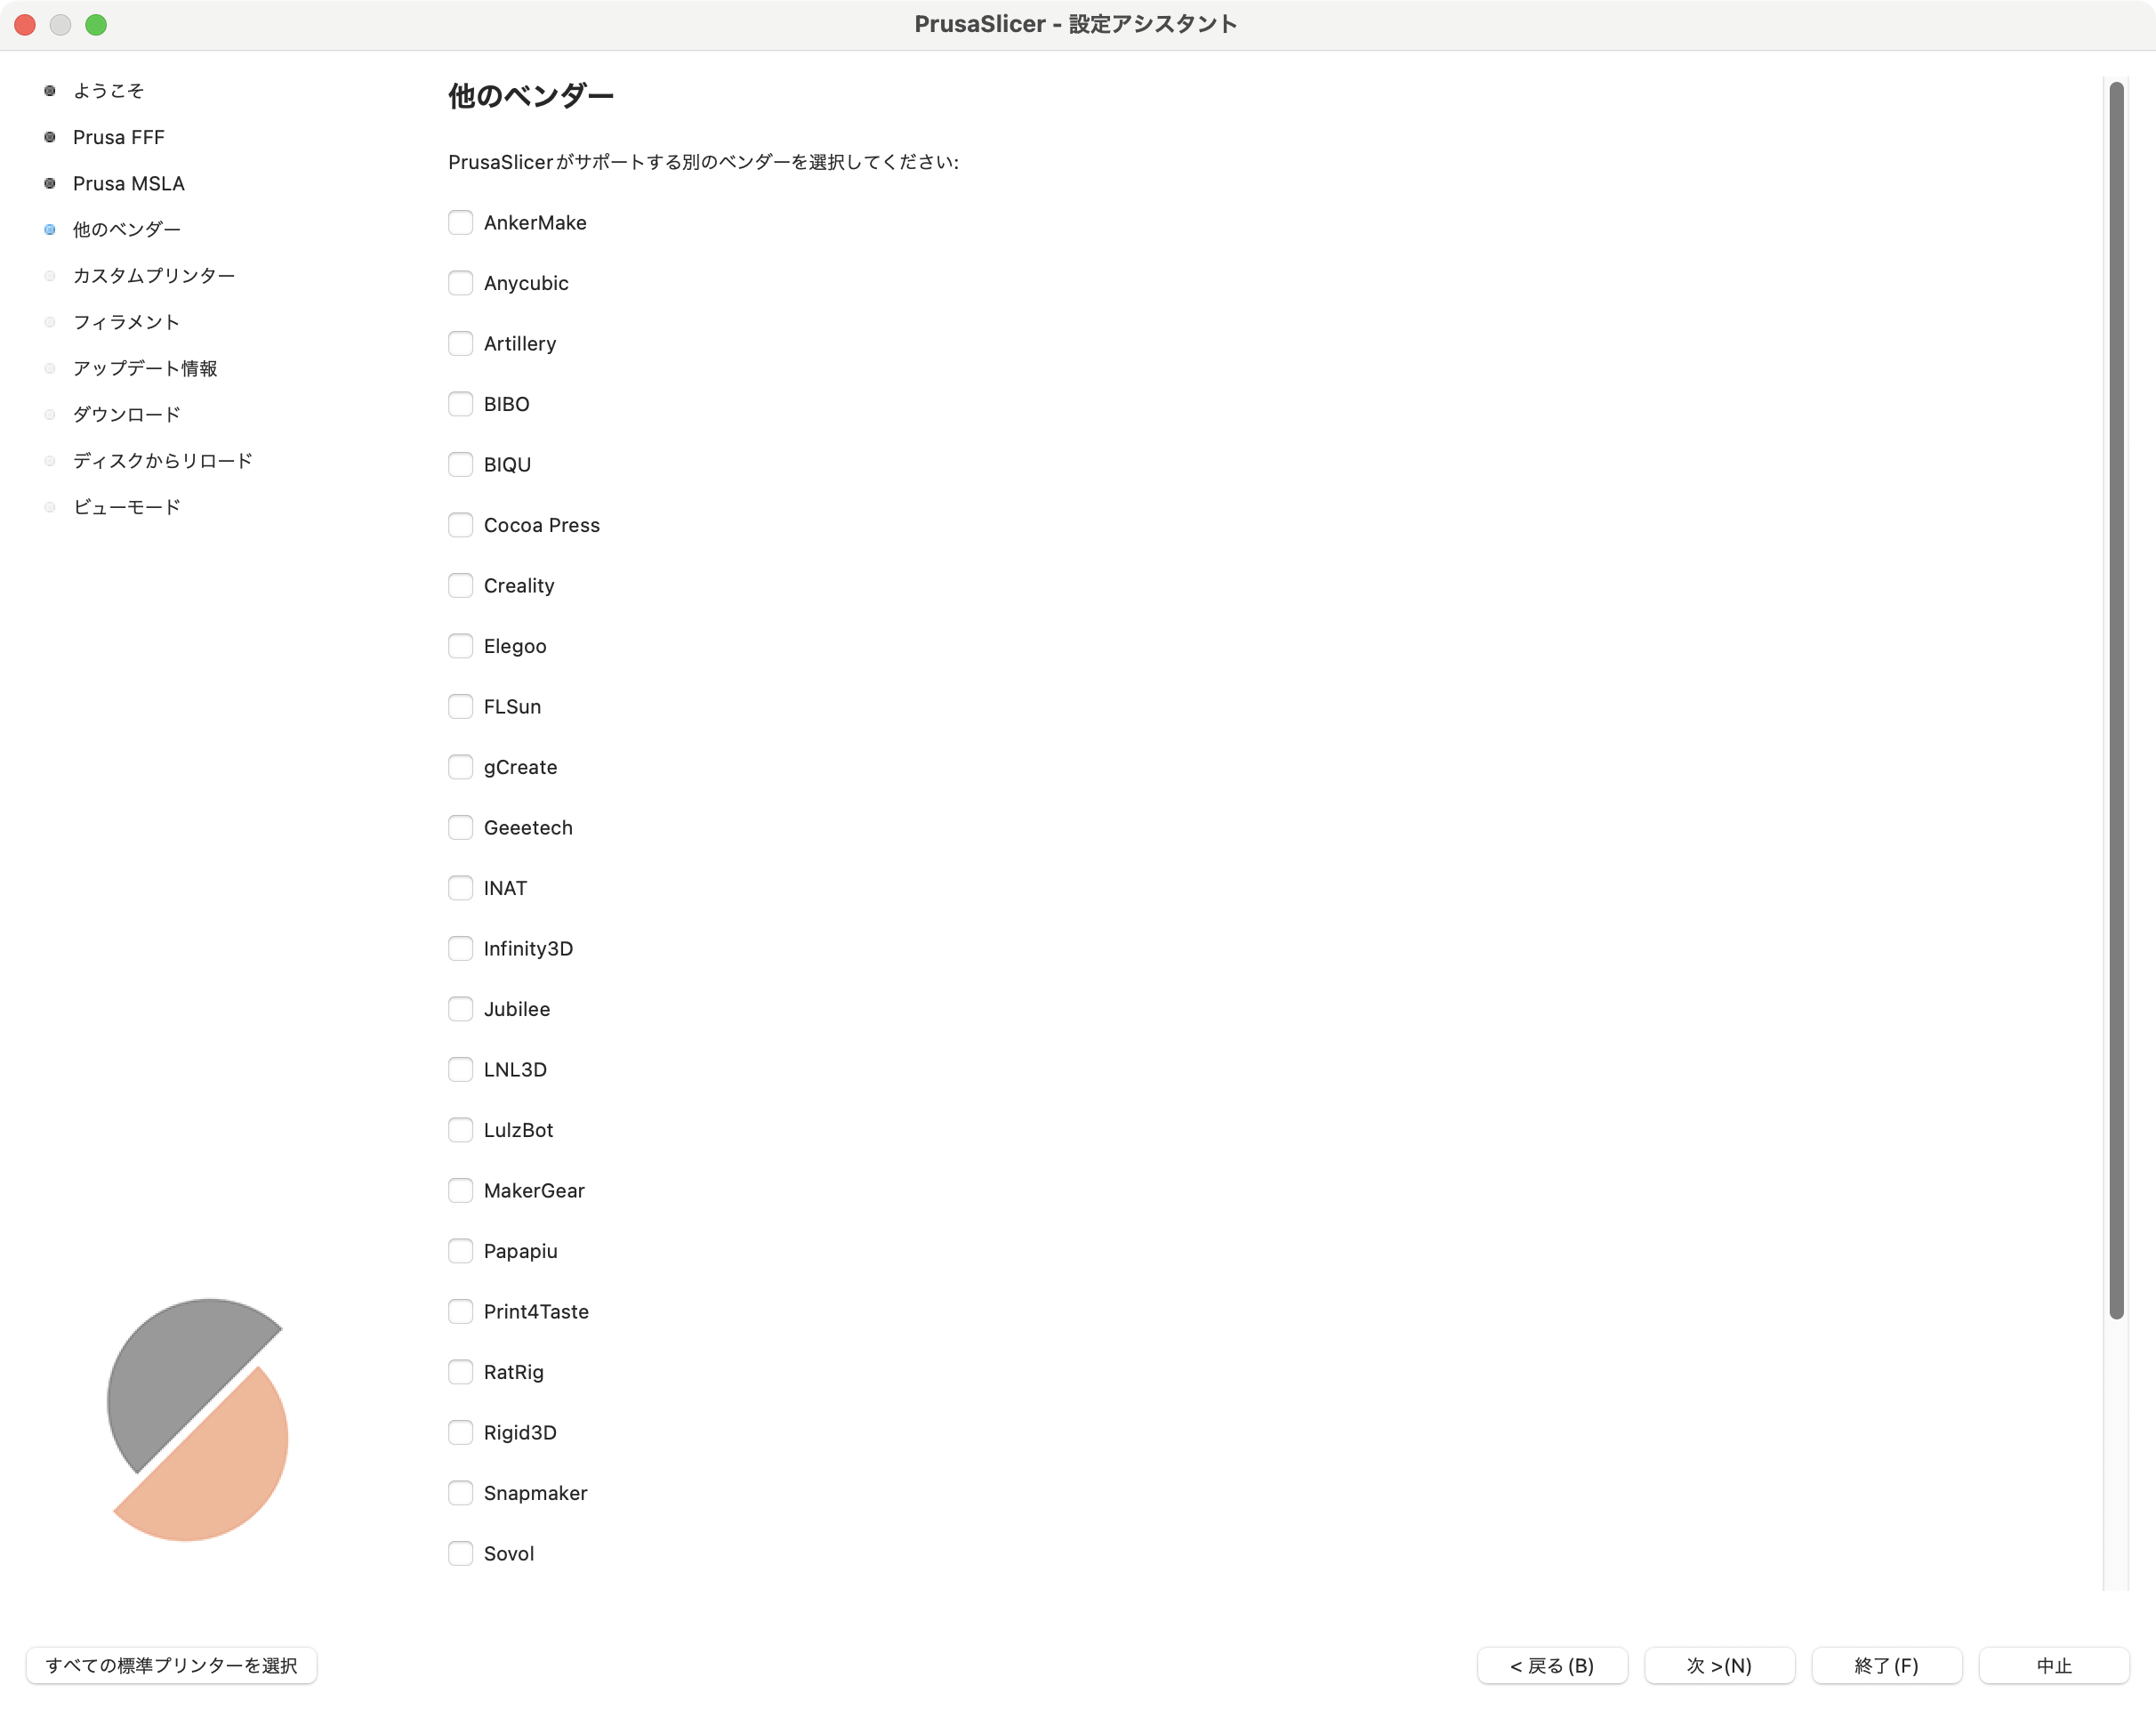 PrusaSlicer - 設定アシスタント
ようこそ
Prusa FFF
Prusa MSLA
他のベンダー
カスタムプリンター
フィラメント
アップデート情報
ダウンロード
ディスクからリロード
ビューモード
他のベンダー
PrusaSlicerがサポートする別のベンダーを選択してください:
AnkerMake
Anycubic
Artillery
BIBO
BIQU
Cocoa Press
Creality
Elegoo
FLSun
gCreate
Geeetech
INAT
Infinity3D
Jubilee
LNL3D
LulzBot
MakerGear
Papapiu
Print4Taste
RatRig
Rigid3D
Snapmaker
Sovol
すべての標準プリンターを選択
< 戻る(B)
次 >(N)
終了(F)
中止